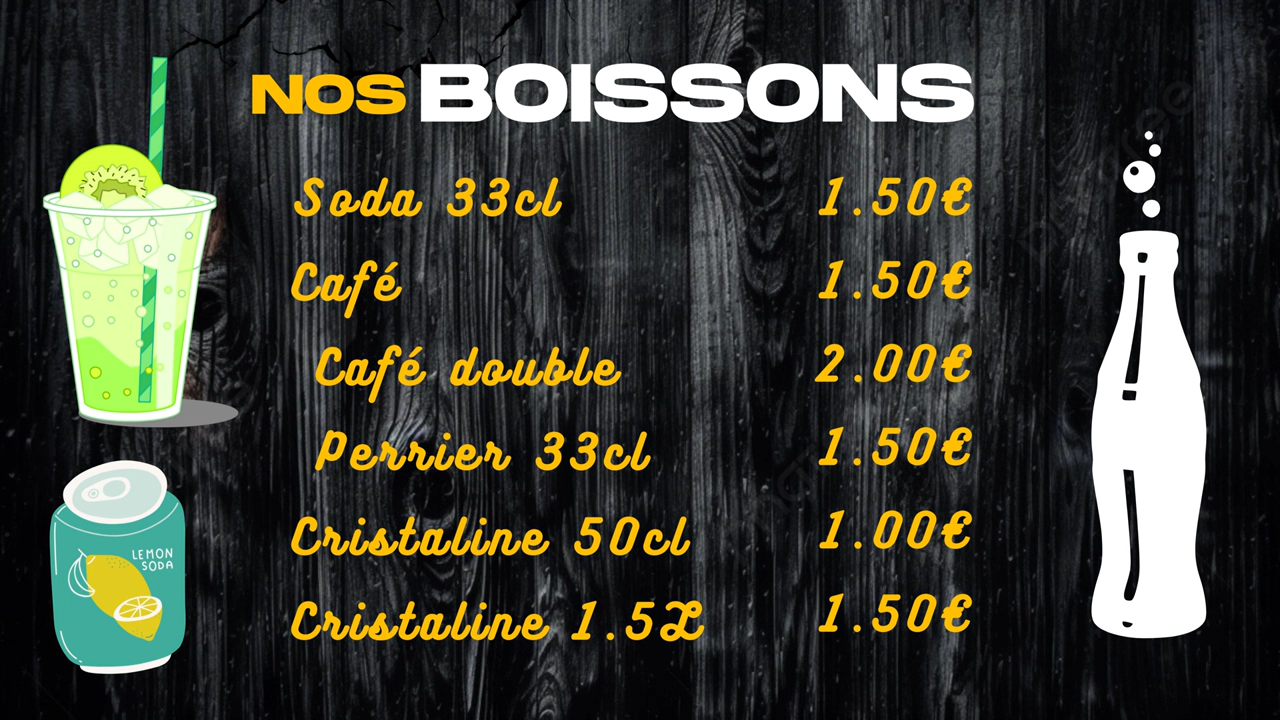 NOS BOISSONS
Soda 33cl 1.50€
Café 1.50€
Café double 2.00€
Perrier 33cl 1.50€
Cristaline 50cl 1.00€
Cristaline 1.5L 1.50€
LEMON
SODA